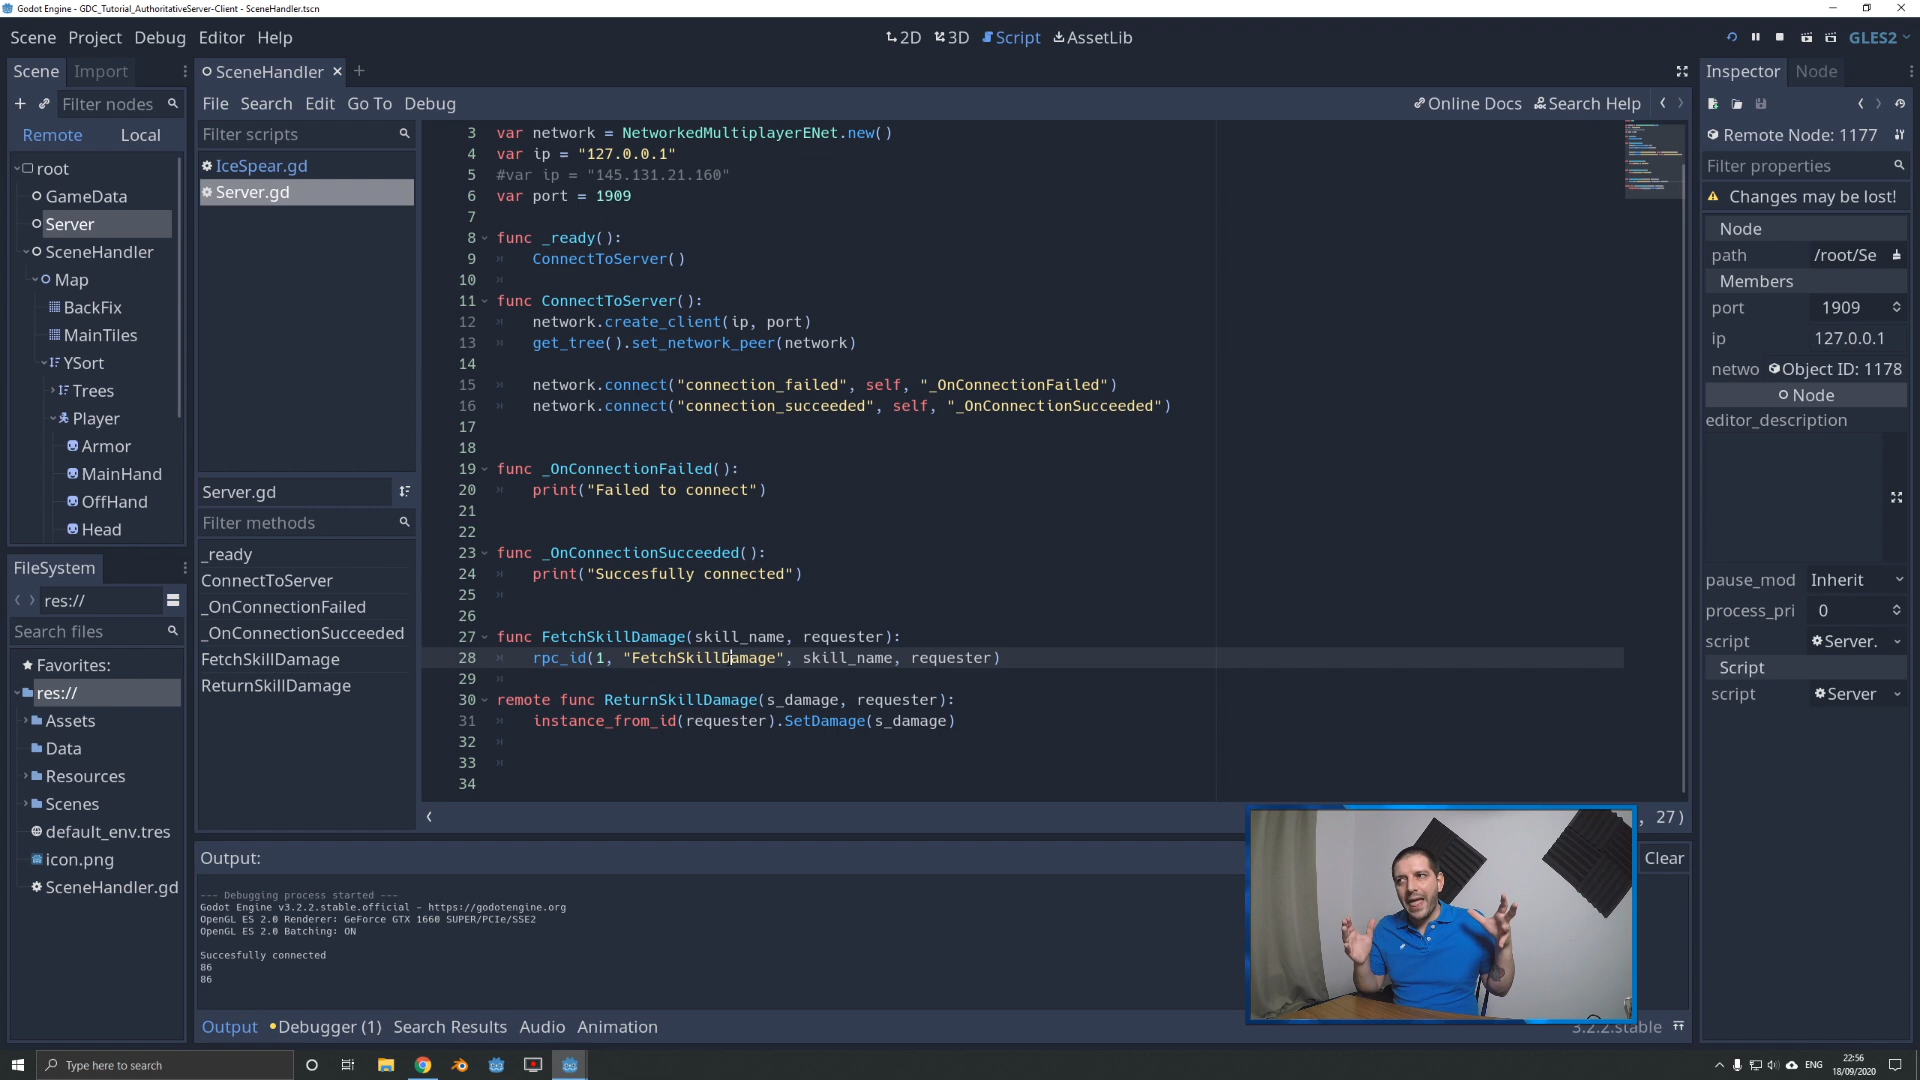 Godot Engine - GDC_Tutorial_AuthoritativeServer-Client - SceneHandler.tscn
Scene Project Debug Editor Help
2D 3D Script AssetLib
GLES2
Scene Import
SceneHandler
Inspector Node
Filter nodes
File Search Edit Go To Debug
Online Docs Search Help
Remote Local
Filter scripts
Remote Node: 1177
root
IceSpear.gd
Filter properties
GameData
Server.gd
Changes may be lost!
Server
SceneHandler
Map
BackFix
MainTiles
YSort
Trees
Player
Armor
MainHand
OffHand
Head
3 var network = NetworkedMultiplayerENet.new()
4 var ip = "127.0.0.1"
5 #var ip = "145.131.21.160"
6 var port = 1909
7
8 func _ready():
9 ConnectToServer()
10
11 func ConnectToServer():
12 network.create_client(ip, port)
13 get_tree().set_network_peer(network)
14
15 network.connect("connection_failed", self, "_OnConnectionFailed")
16 network.connect("connection_succeeded", self, "_OnConnectionSucceeded")
17
18
19 func _OnConnectionFailed():
20 print("Failed to connect")
21
22
23 func _OnConnectionSucceeded():
24 print("Succesfully connected")
25
26
27 func FetchSkillDamage(skill_name, requester):
28 rpc_id(1, "FetchSkillDamage", skill_name, requester)
29
30 remote func ReturnSkillDamage(s_damage, requester):
31 instance_from_id(requester).SetDamage(s_damage)
32
33
34
, 27)
Server.gd
Filter methods
_ready
ConnectToServer
_OnConnectionFailed
_OnConnectionSucceeded
FetchSkillDamage
ReturnSkillDamage
Node
path /root/Se
Members
port 1909
ip 127.0.0.1
netwo Object ID: 1178
Node
editor_description
pause_mod Inherit
process_pri 0
script Server.
Script
script Server
FileSystem
res://
Search files
Favorites:
res://
Assets
Data
Resources
Scenes
default_env.tres
icon.png
SceneHandler.gd
Output:
Clear
--- Debugging process started ---
Godot Engine v3.2.2.stable.official - https://godotengine.org
OpenGL ES 2.0 Renderer: GeForce GTX 1660 SUPER/PCIe/SSE2
OpenGL ES 2.0 Batching: ON
Succesfully connected
86
86
Output Debugger (1) Search Results Audio Animation
3.2.2.stable
Type here to search
ENG
22:56
18/09/2020